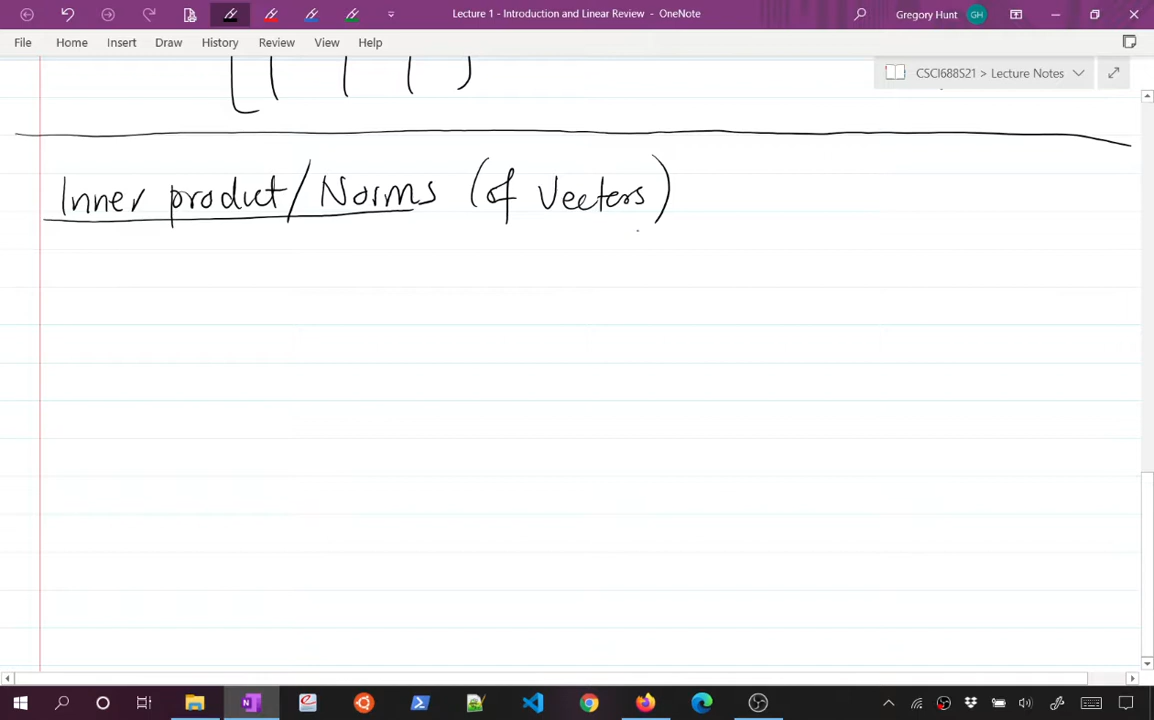 Lecture 1 - Introduction and Linear Review - OneNote
Gregory Hunt
GH
File Home Insert Draw History Review View Help
CSCI688S21 > Lecture Notes
Inner product/Norms (of Vectors)